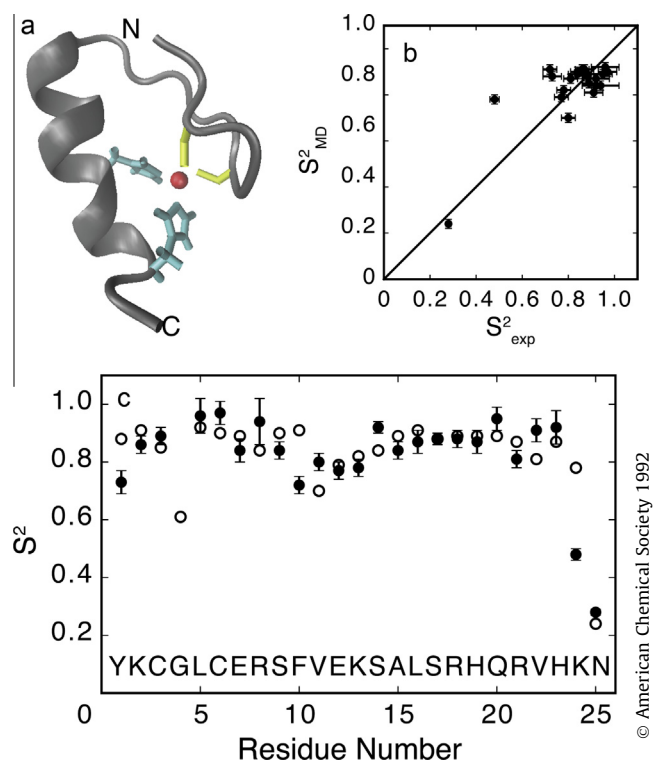 a
N
C
b
1.0
0.8
0.6
0.4
0.2
0
S²MD
0 0.2 0.4 0.6 0.8 1.0
S²exp
c
1.0
0.8
0.6
0.4
0.2
S²
YKCGLCERSFVEKSALSRHQRVHKN
0 5 10 15 20 25
Residue Number
© American Chemical Society 1992